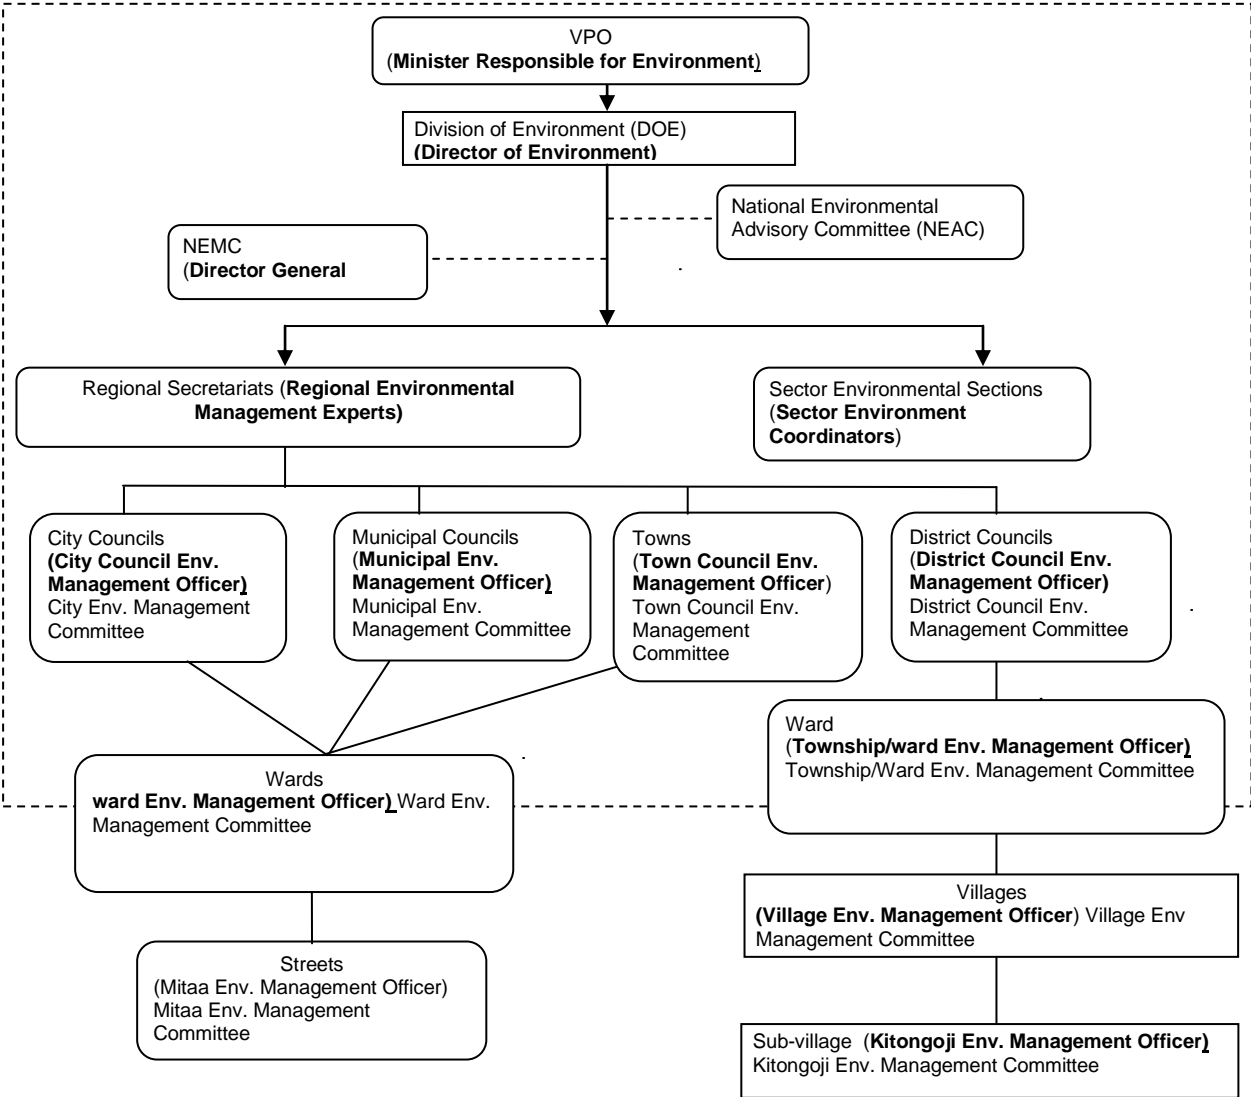 VPO
(Minister Responsible for Environment)
Division of Environment (DOE)
(Director of Environment)
National Environmental
Advisory Committee (NEAC)
NEMC
(Director General
Regional Secretariats (Regional Environmental
Management Experts)
Sector Environmental Sections
(Sector Environment
Coordinators)
City Councils
(City Council Env.
Management Officer)
City Env. Management
Committee
Municipal Councils
(Municipal Env.
Management Officer)
Municipal Env.
Management Committee
Towns
(Town Council Env.
Management Officer)
Town Council Env.
Management
Committee
District Councils
(District Council Env.
Management Officer)
District Council Env.
Management Committee
Ward
(Township/ward Env. Management Officer)
Township/Ward Env. Management Committee
Wards
ward Env. Management Officer) Ward Env.
Management Committee
Villages
(Village Env. Management Officer) Village Env
Management Committee
Streets
(Mitaa Env. Management Officer)
Mitaa Env. Management
Committee
Sub-village (Kitongoji Env. Management Officer)
Kitongoji Env. Management Committee